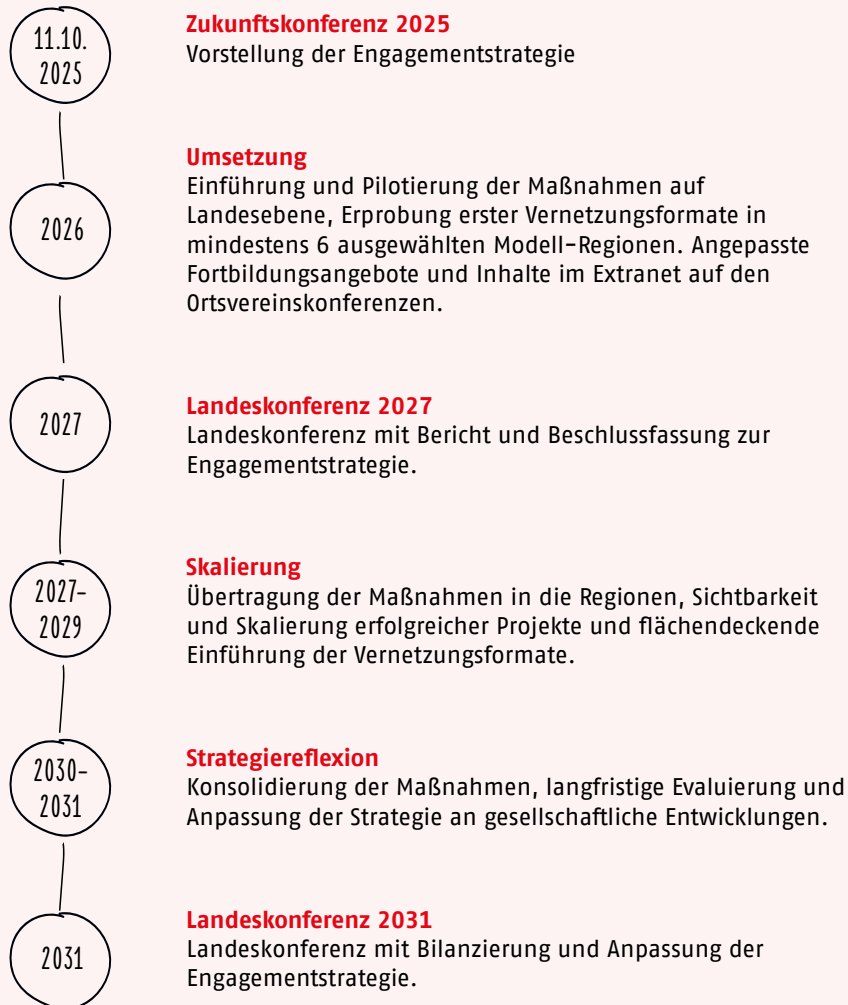 11.10.
2025
Zukunftskonferenz 2025
Vorstellung der Engagementstrategie
2026
Umsetzung
Einführung und Pilotierung der Maßnahmen auf
Landesebene, Erprobung erster Vernetzungsformate in
mindestens 6 ausgewählten Modell-Regionen. Angepasste
Fortbildungsangebote und Inhalte im Extranet auf den
Ortsvereinskonferenzen.
2027
Landeskonferenz 2027
Landeskonferenz mit Bericht und Beschlussfassung zur
Engagementstrategie.
2027-
2029
Skalierung
Übertragung der Maßnahmen in die Regionen, Sichtbarkeit
und Skalierung erfolgreicher Projekte und flächendeckende
Einführung der Vernetzungsformate.
2030-
2031
Strategiereflexion
Konsolidierung der Maßnahmen, langfristige Evaluierung und
Anpassung der Strategie an gesellschaftliche Entwicklungen.
2031
Landeskonferenz 2031
Landeskonferenz mit Bilanzierung und Anpassung der
Engagementstrategie.